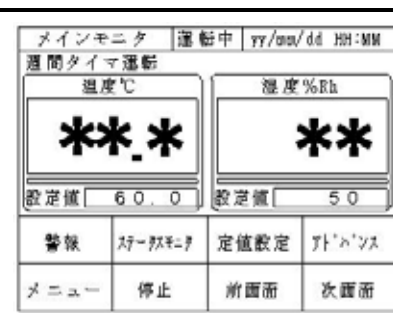 メインモニタ 運転中 yy/mm/dd HH:MM
週間タイマ運転
温度℃ 湿度%Rh
**.* **
設定値 60.0 設定値 50
警報 ｽﾃｰﾀｽﾓﾆﾀ 定値設定 ｱﾄﾞﾊﾞﾝｽ
メニュー 停止 前画面 次画面